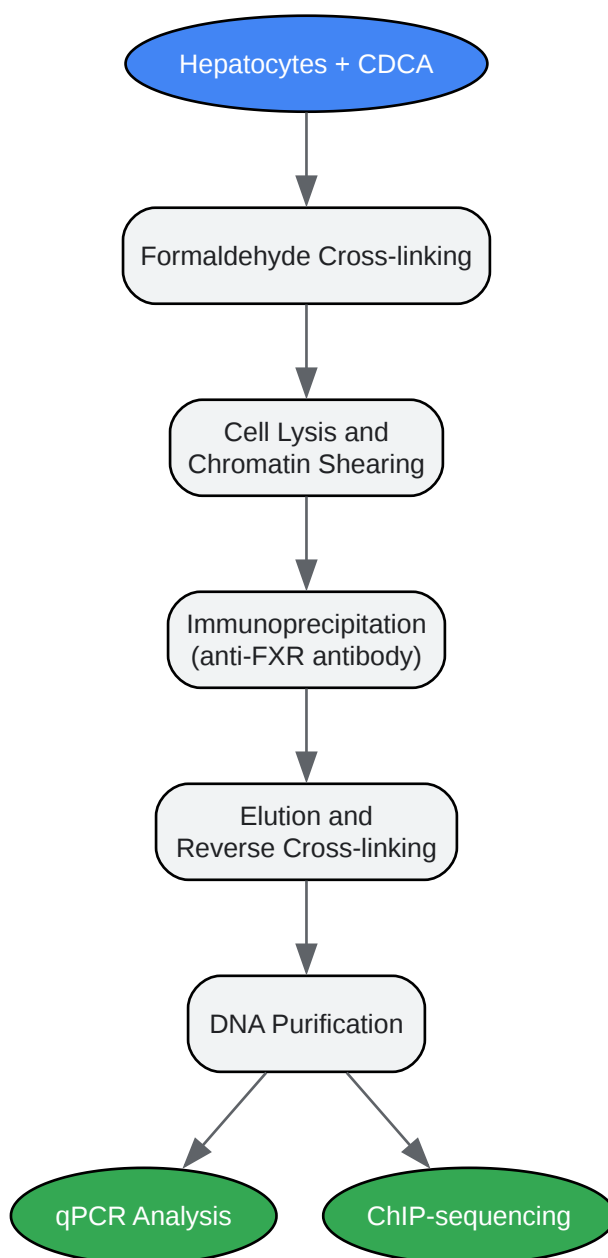 Hepatocytes + CDCA
Formaldehyde Cross-linking
Cell Lysis and
Chromatin Shearing
Immunoprecipitation
(anti-FXR antibody)
Elution and
Reverse Cross-linking
DNA Purification
qPCR Analysis
ChIP-sequencing